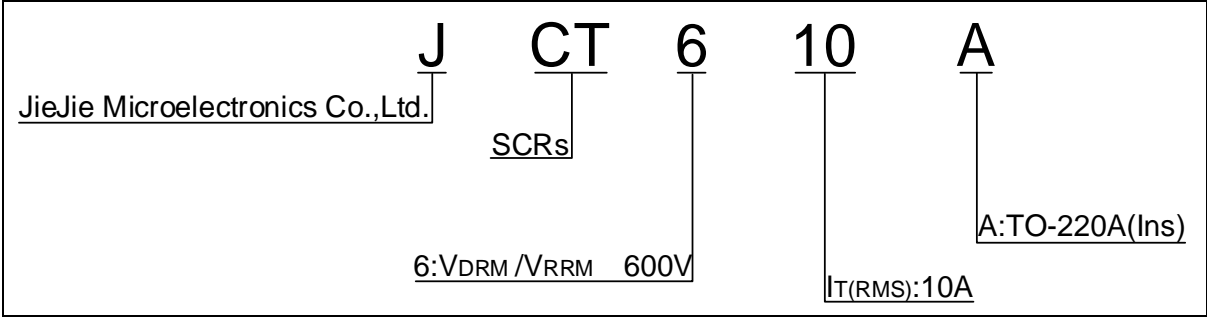 J CT 6 10 A
JieJie Microelectronics Co.,Ltd.
SCRs
A:TO-220A(Ins)
6:VDRM /VRRM 600V
IT(RMS):10A